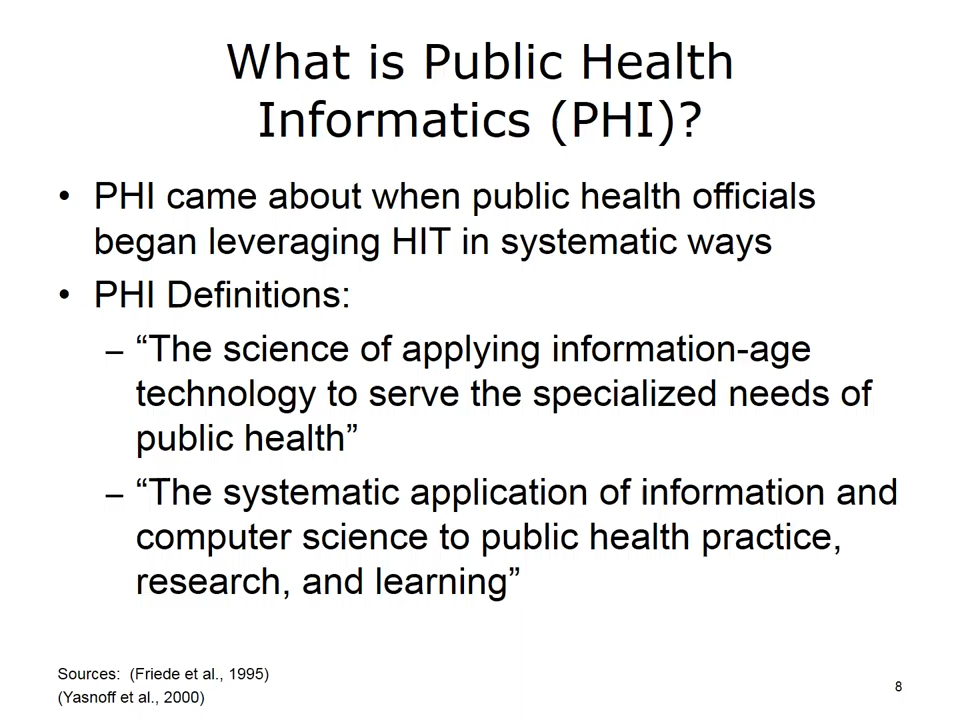 What is Public Health
Informatics (PHI)?
• PHI came about when public health officials
began leveraging HIT in systematic ways
• PHI Definitions:
– “The science of applying information-age
technology to serve the specialized needs of
public health”
– “The systematic application of information and
computer science to public health practice,
research, and learning”
Sources:  (Friede et al., 1995)
(Yasnoff et al., 2000)
8